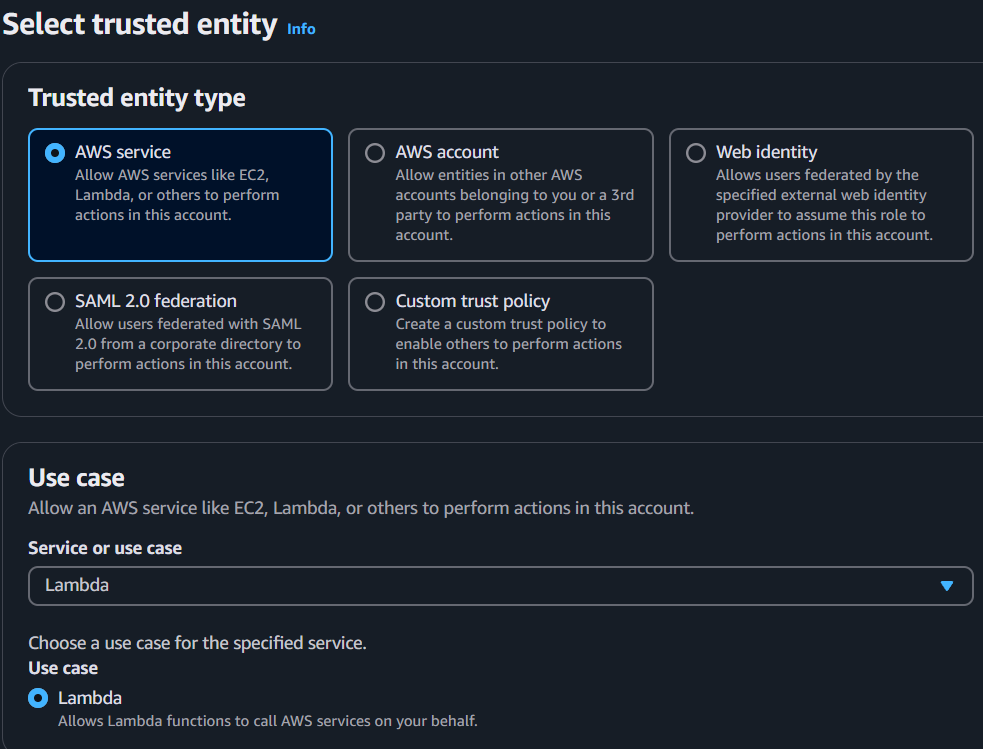 Select trusted entity Info
Trusted entity type
AWS service
Allow AWS services like EC2,
Lambda, or others to perform
actions in this account.
AWS account
Allow entities in other AWS
accounts belonging to you or a 3rd
party to perform actions in this
account.
Web identity
Allows users federated by the
specified external web identity
provider to assume this role to
perform actions in this account.
SAML 2.0 federation
Allow users federated with SAML
2.0 from a corporate directory to
perform actions in this account.
Custom trust policy
Create a custom trust policy to
enable others to perform actions
in this account.
Use case
Allow an AWS service like EC2, Lambda, or others to perform actions in this account.
Service or use case
Lambda
Choose a use case for the specified service.
Use case
Lambda
Allows Lambda functions to call AWS services on your behalf.